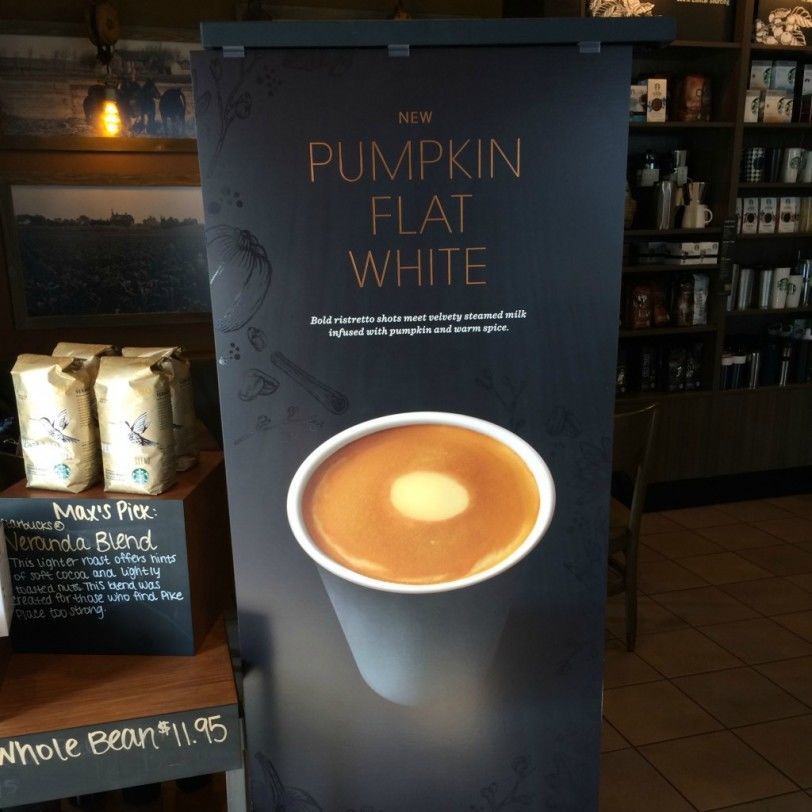 NEW
PUMPKIN
FLAT
WHITE
Bold ristretto shots meet velvety steamed milk
infused with pumpkin and warm spice.
Max's Pick:
Starbucks®
Veranda Blend
This lighter roast offers hints
of soft cocoa and lightly
toasted nuts. This blend was
created for those who find Pike
Place too strong.
Whole Bean $11.95